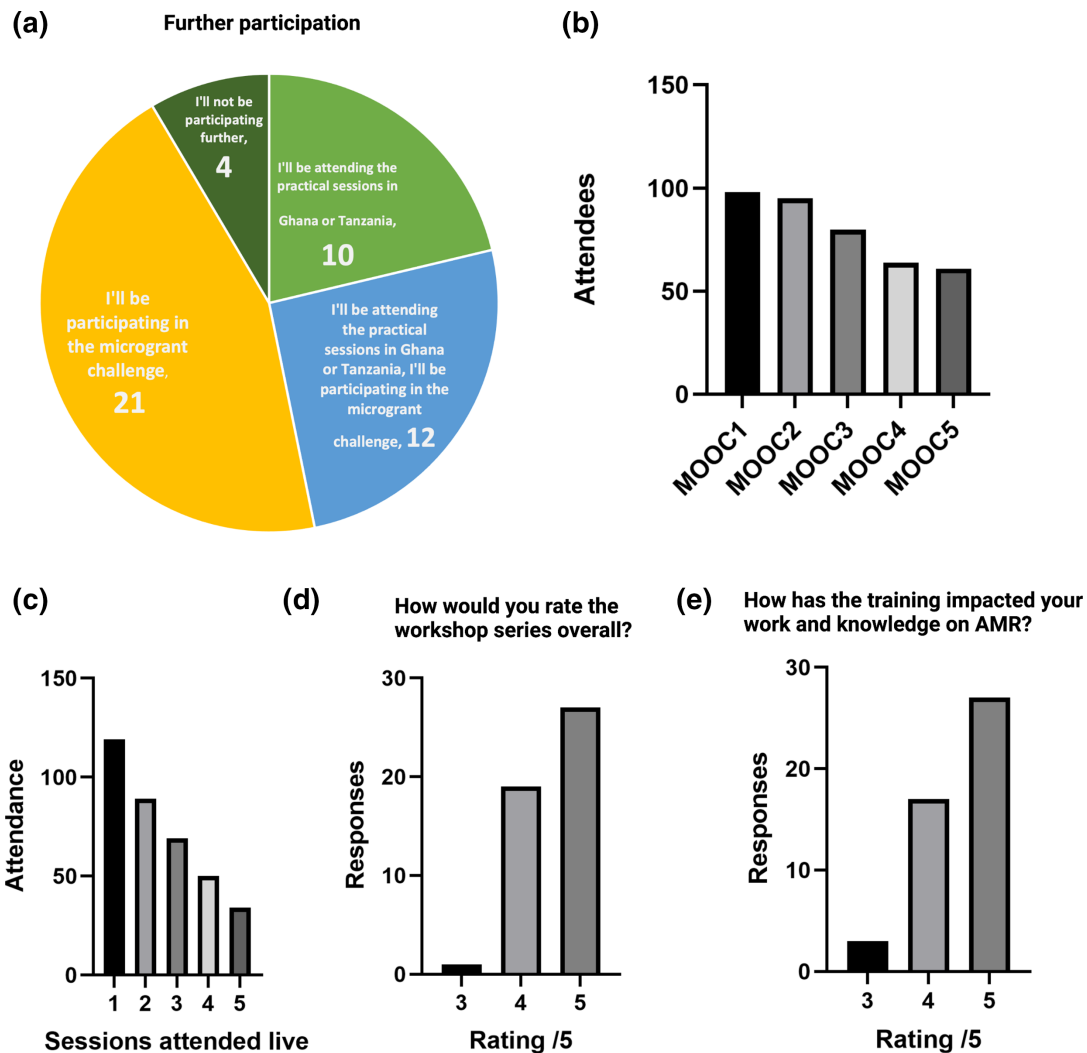 (a)
Further participation
I'll not be
participating
further,
4
I'll be attending the
practical sessions in
Ghana or Tanzania,
10
I'll be attending
the practical
sessions in Ghana
or Tanzania, I'll be
participating in the
microgrant
challenge, 12
I'll be
participating in
the microgrant
challenge,
21
(b)
150
100
50
0
Attendees
MOOC1
MOOC2
MOOC3
MOOC4
MOOC5
(c)
150
100
50
0
Attendance
1 2 3 4 5
Sessions attended live
(d)
How would you rate the
workshop series overall?
30
20
10
0
Responses
3 4 5
Rating /5
(e)
How has the training impacted your
work and knowledge on AMR?
30
20
10
0
Responses
3 4 5
Rating /5